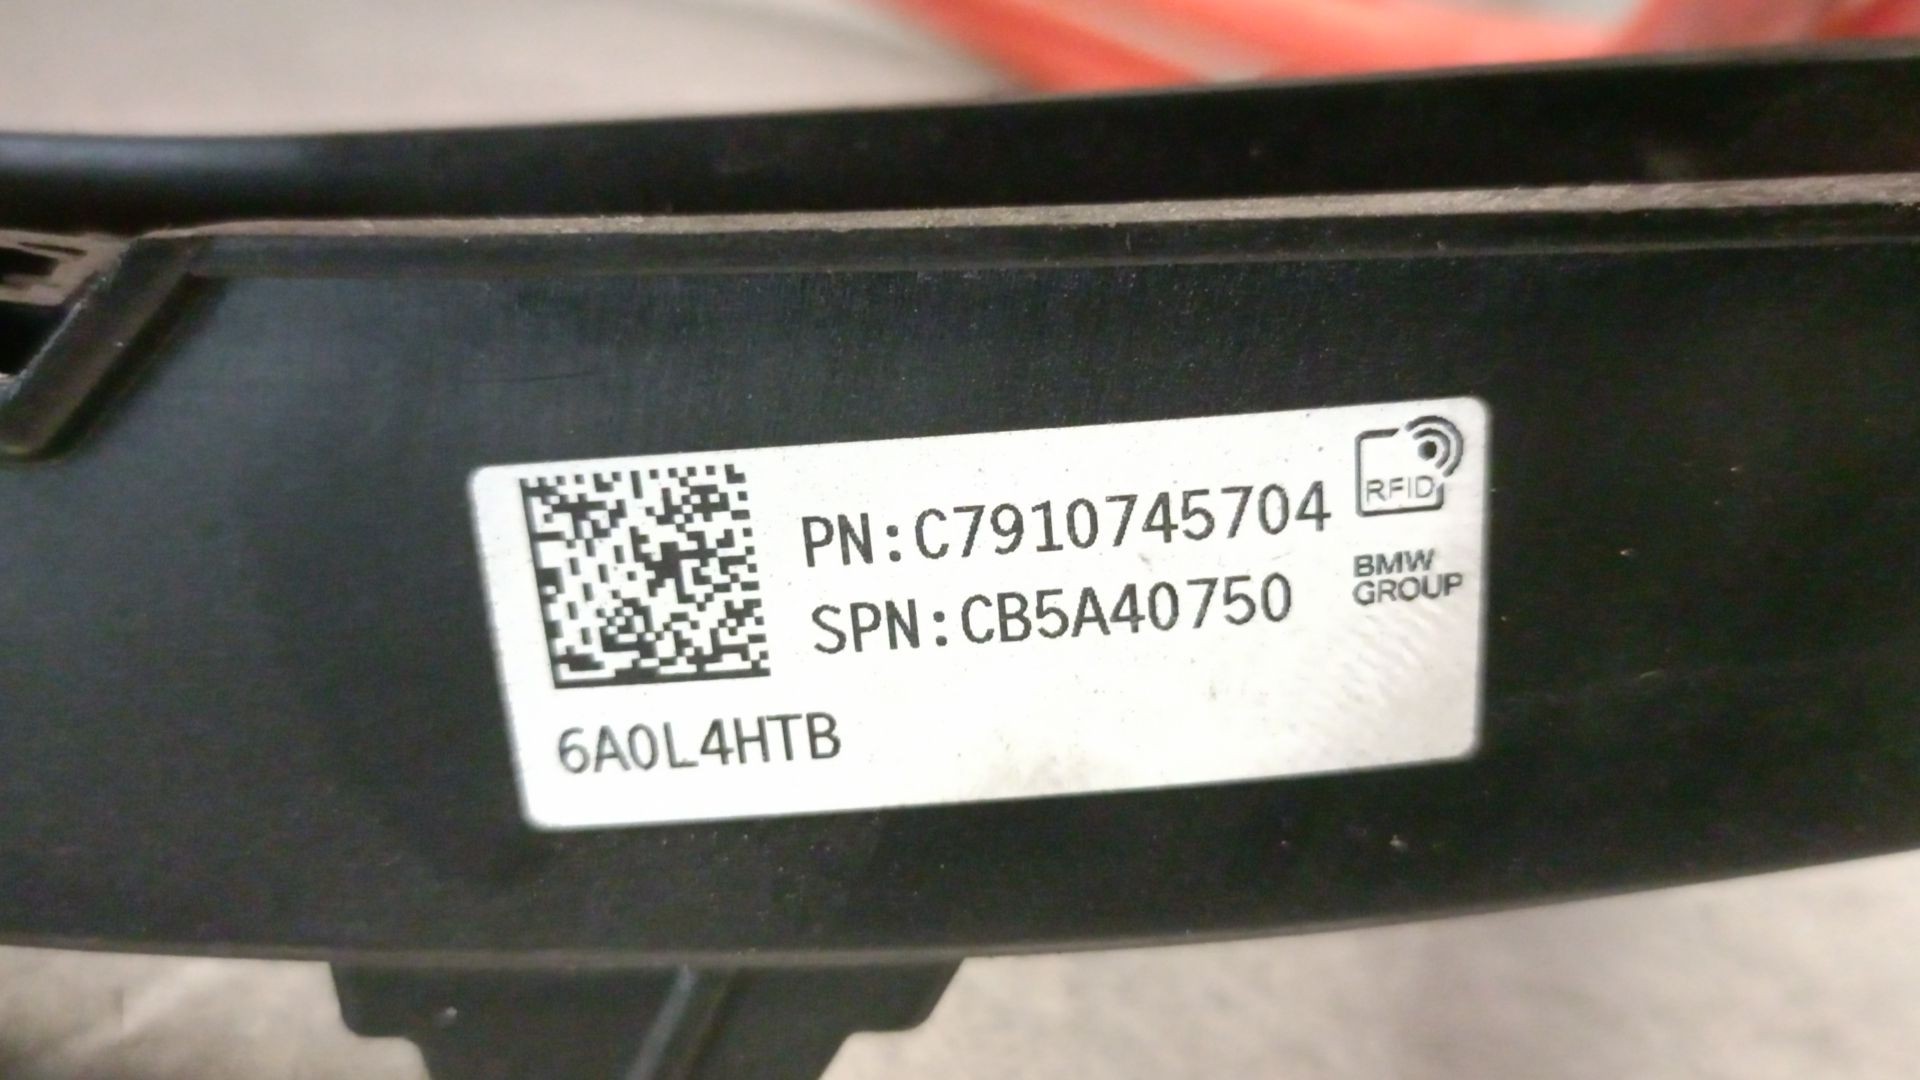 RFID
PN:C7910745704
SPN:CB5A40750
BMW
GROUP
6A0L4HTB